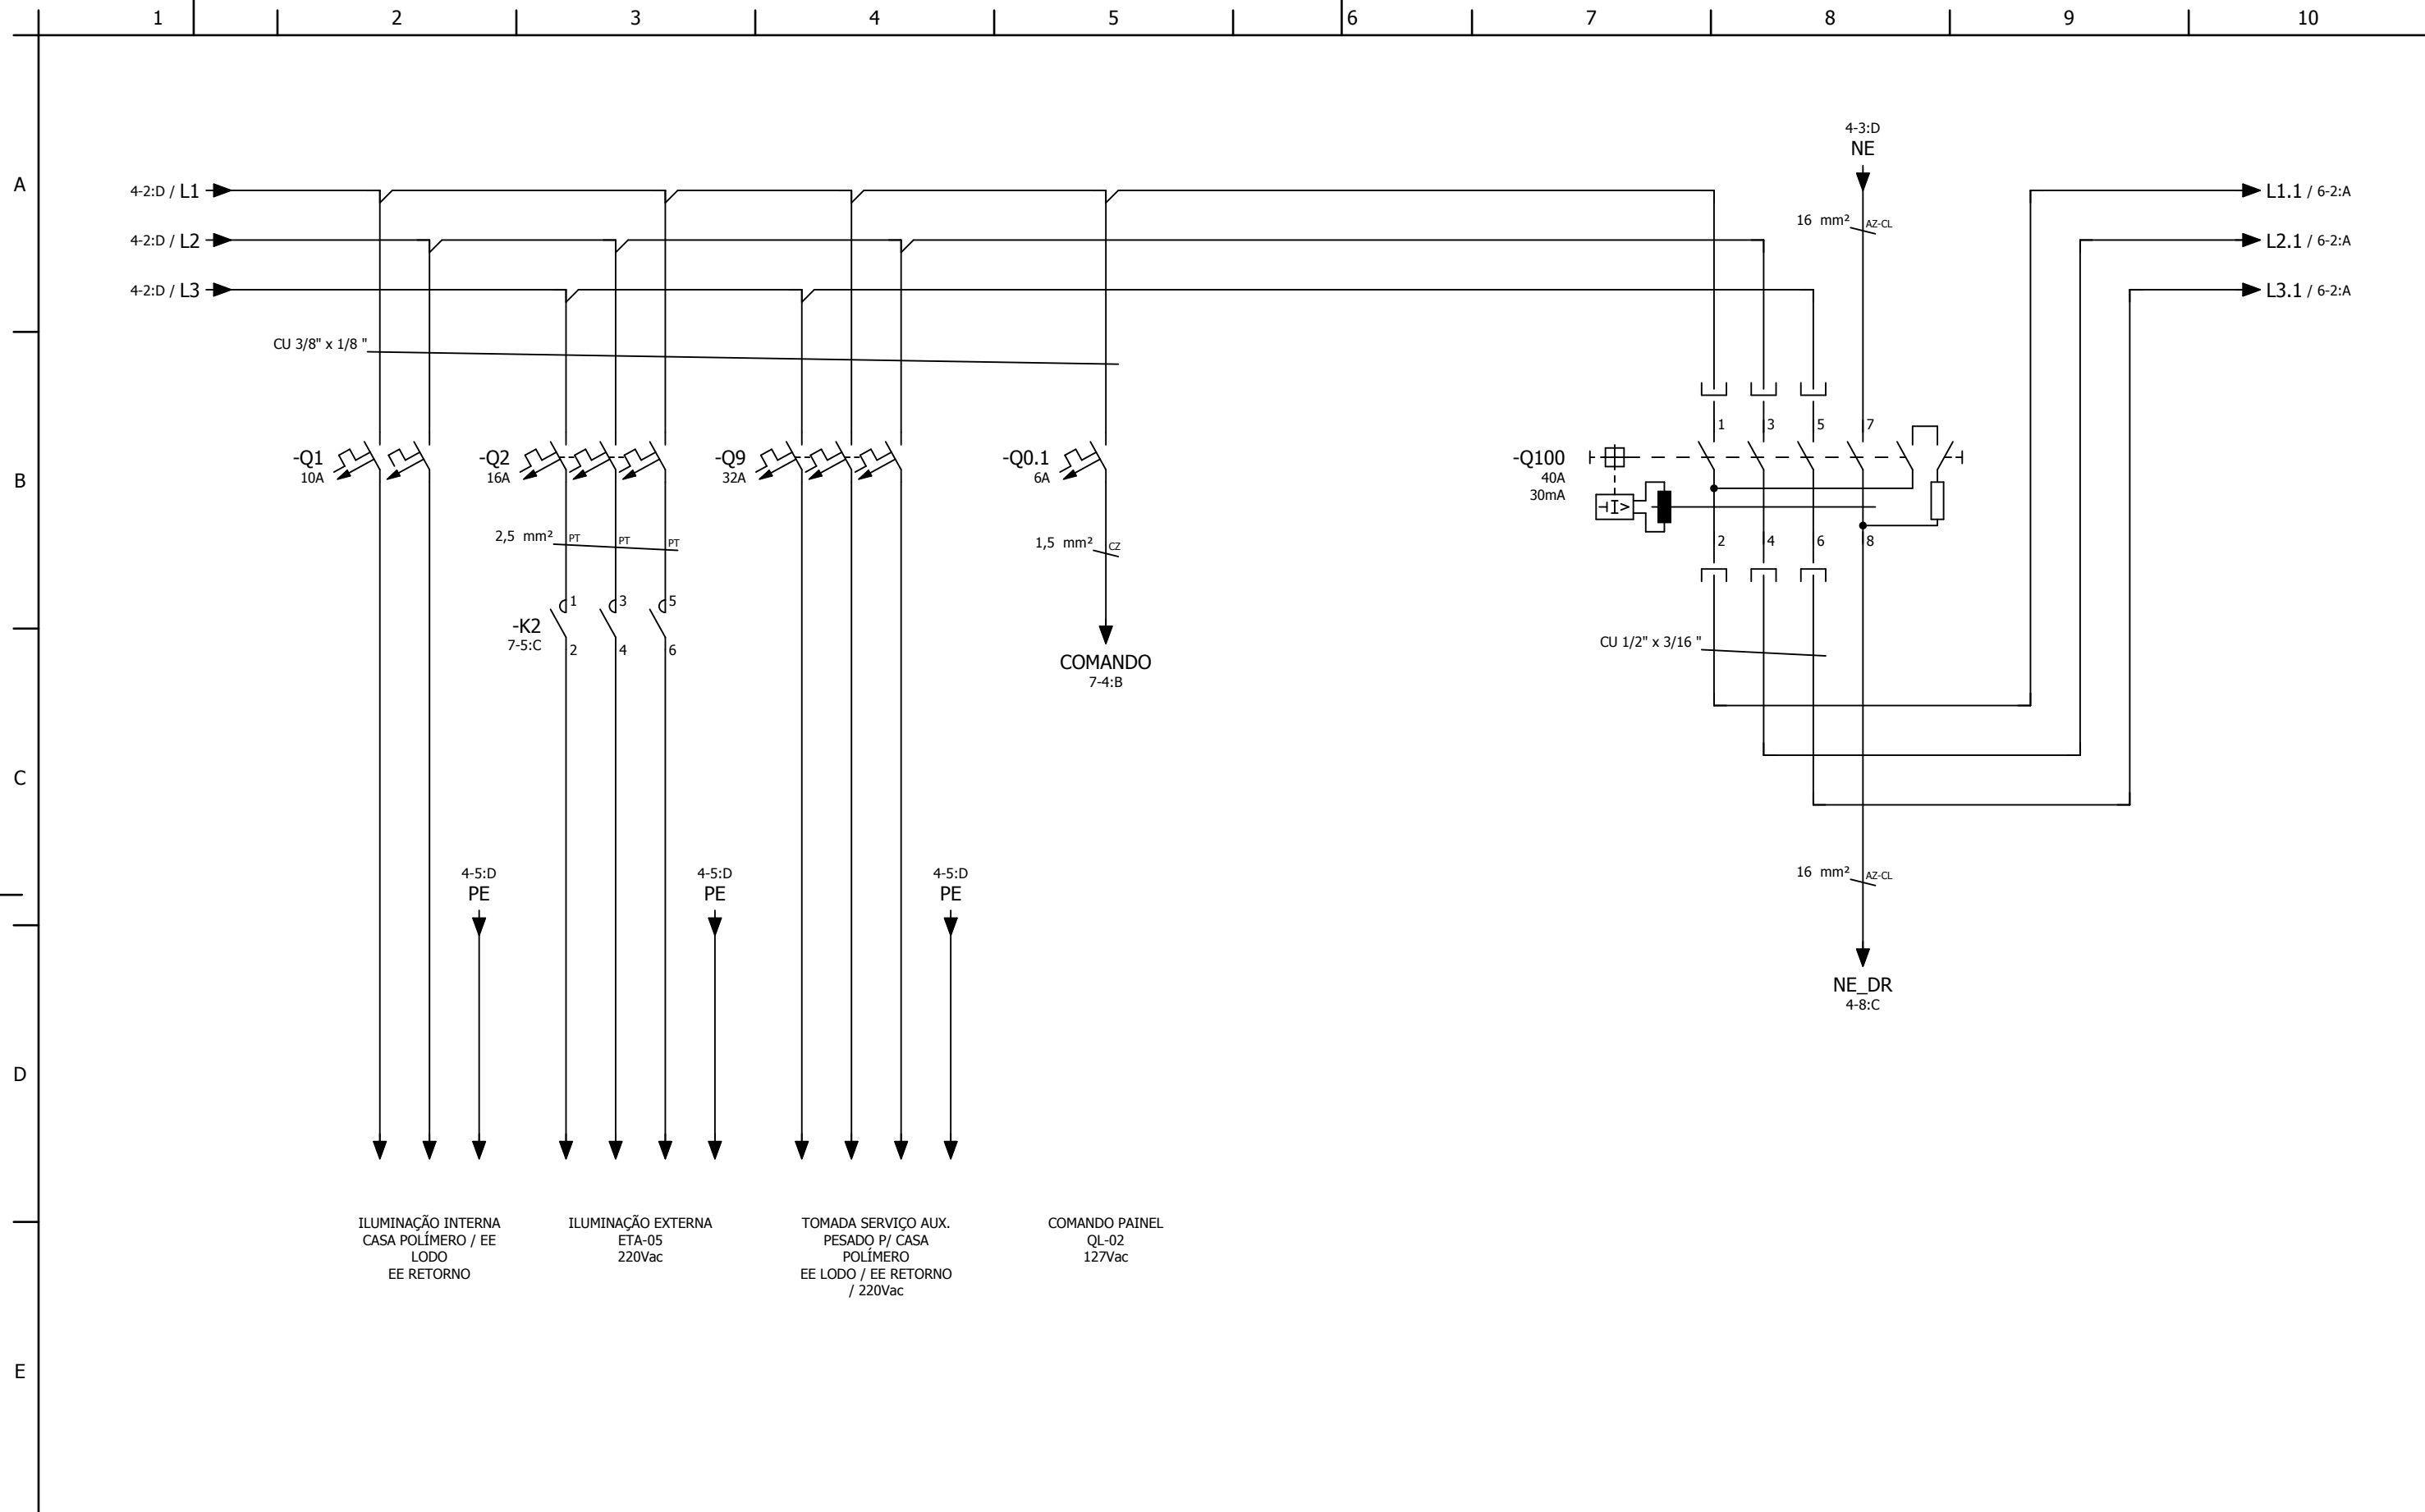 1 2 3 4 5 6 7 8 9 10
A
B
C
D
E
4-2:D / L1
4-2:D / L2
4-2:D / L3
4-3:D
NE
16 mm² AZ-CL
L1.1 / 6-2:A
L2.1 / 6-2:A
L3.1 / 6-2:A
CU 3/8" x 1/8 "
-Q1
10A
-Q2
16A
-Q9
32A
-Q0.1
6A
-Q100
40A
30mA
1 3 5 7
I>
2 4 6 8
2,5 mm² PT PT PT
1,5 mm² CZ
-K2
7-5:C
1 3 5
2 4 6
COMANDO
7-4:B
CU 1/2" x 3/16 "
4-5:D
PE
4-5:D
PE
4-5:D
PE
16 mm² AZ-CL
NE_DR
4-8:C
ILUMINAÇÃO INTERNA
CASA POLÍMERO / EE
LODO
EE RETORNO
ILUMINAÇÃO EXTERNA
ETA-05
220Vac
TOMADA SERVIÇO AUX.
PESADO P/ CASA
POLÍMERO
EE LODO / EE RETORNO
/ 220Vac
COMANDO PAINEL
QL-02
127Vac